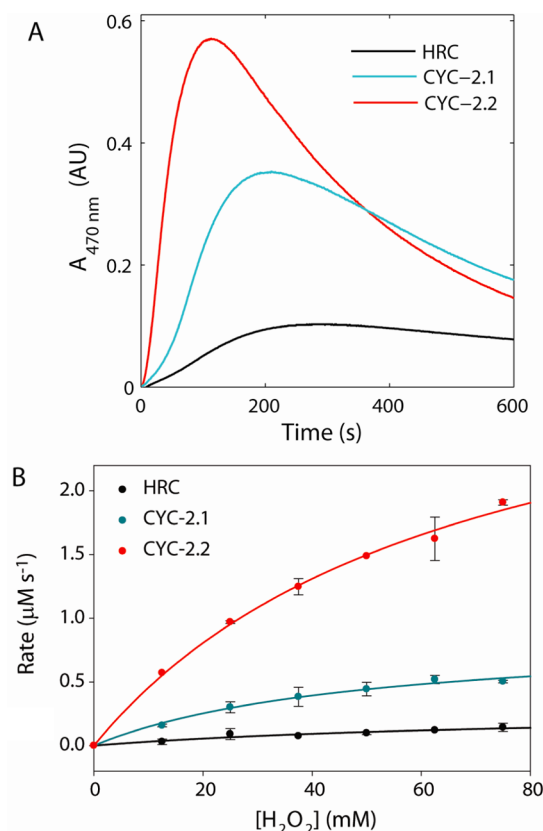 A
0.6
0.4
0.2
0
A470 nm (AU)
HRC
CYC−2.1
CYC−2.2
0
200
400
600
Time (s)
B
2.0
1.5
1.0
0.5
0.0
Rate (μM s-1)
HRC
CYC-2.1
CYC-2.2
0
20
40
60
80
[H2O2] (mM)